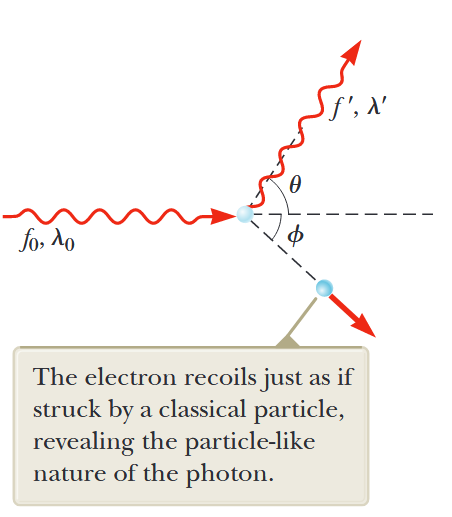 f′, λ′
θ
f0, λ0
ϕ
The electron recoils just as if
struck by a classical particle,
revealing the particle-like
nature of the photon.